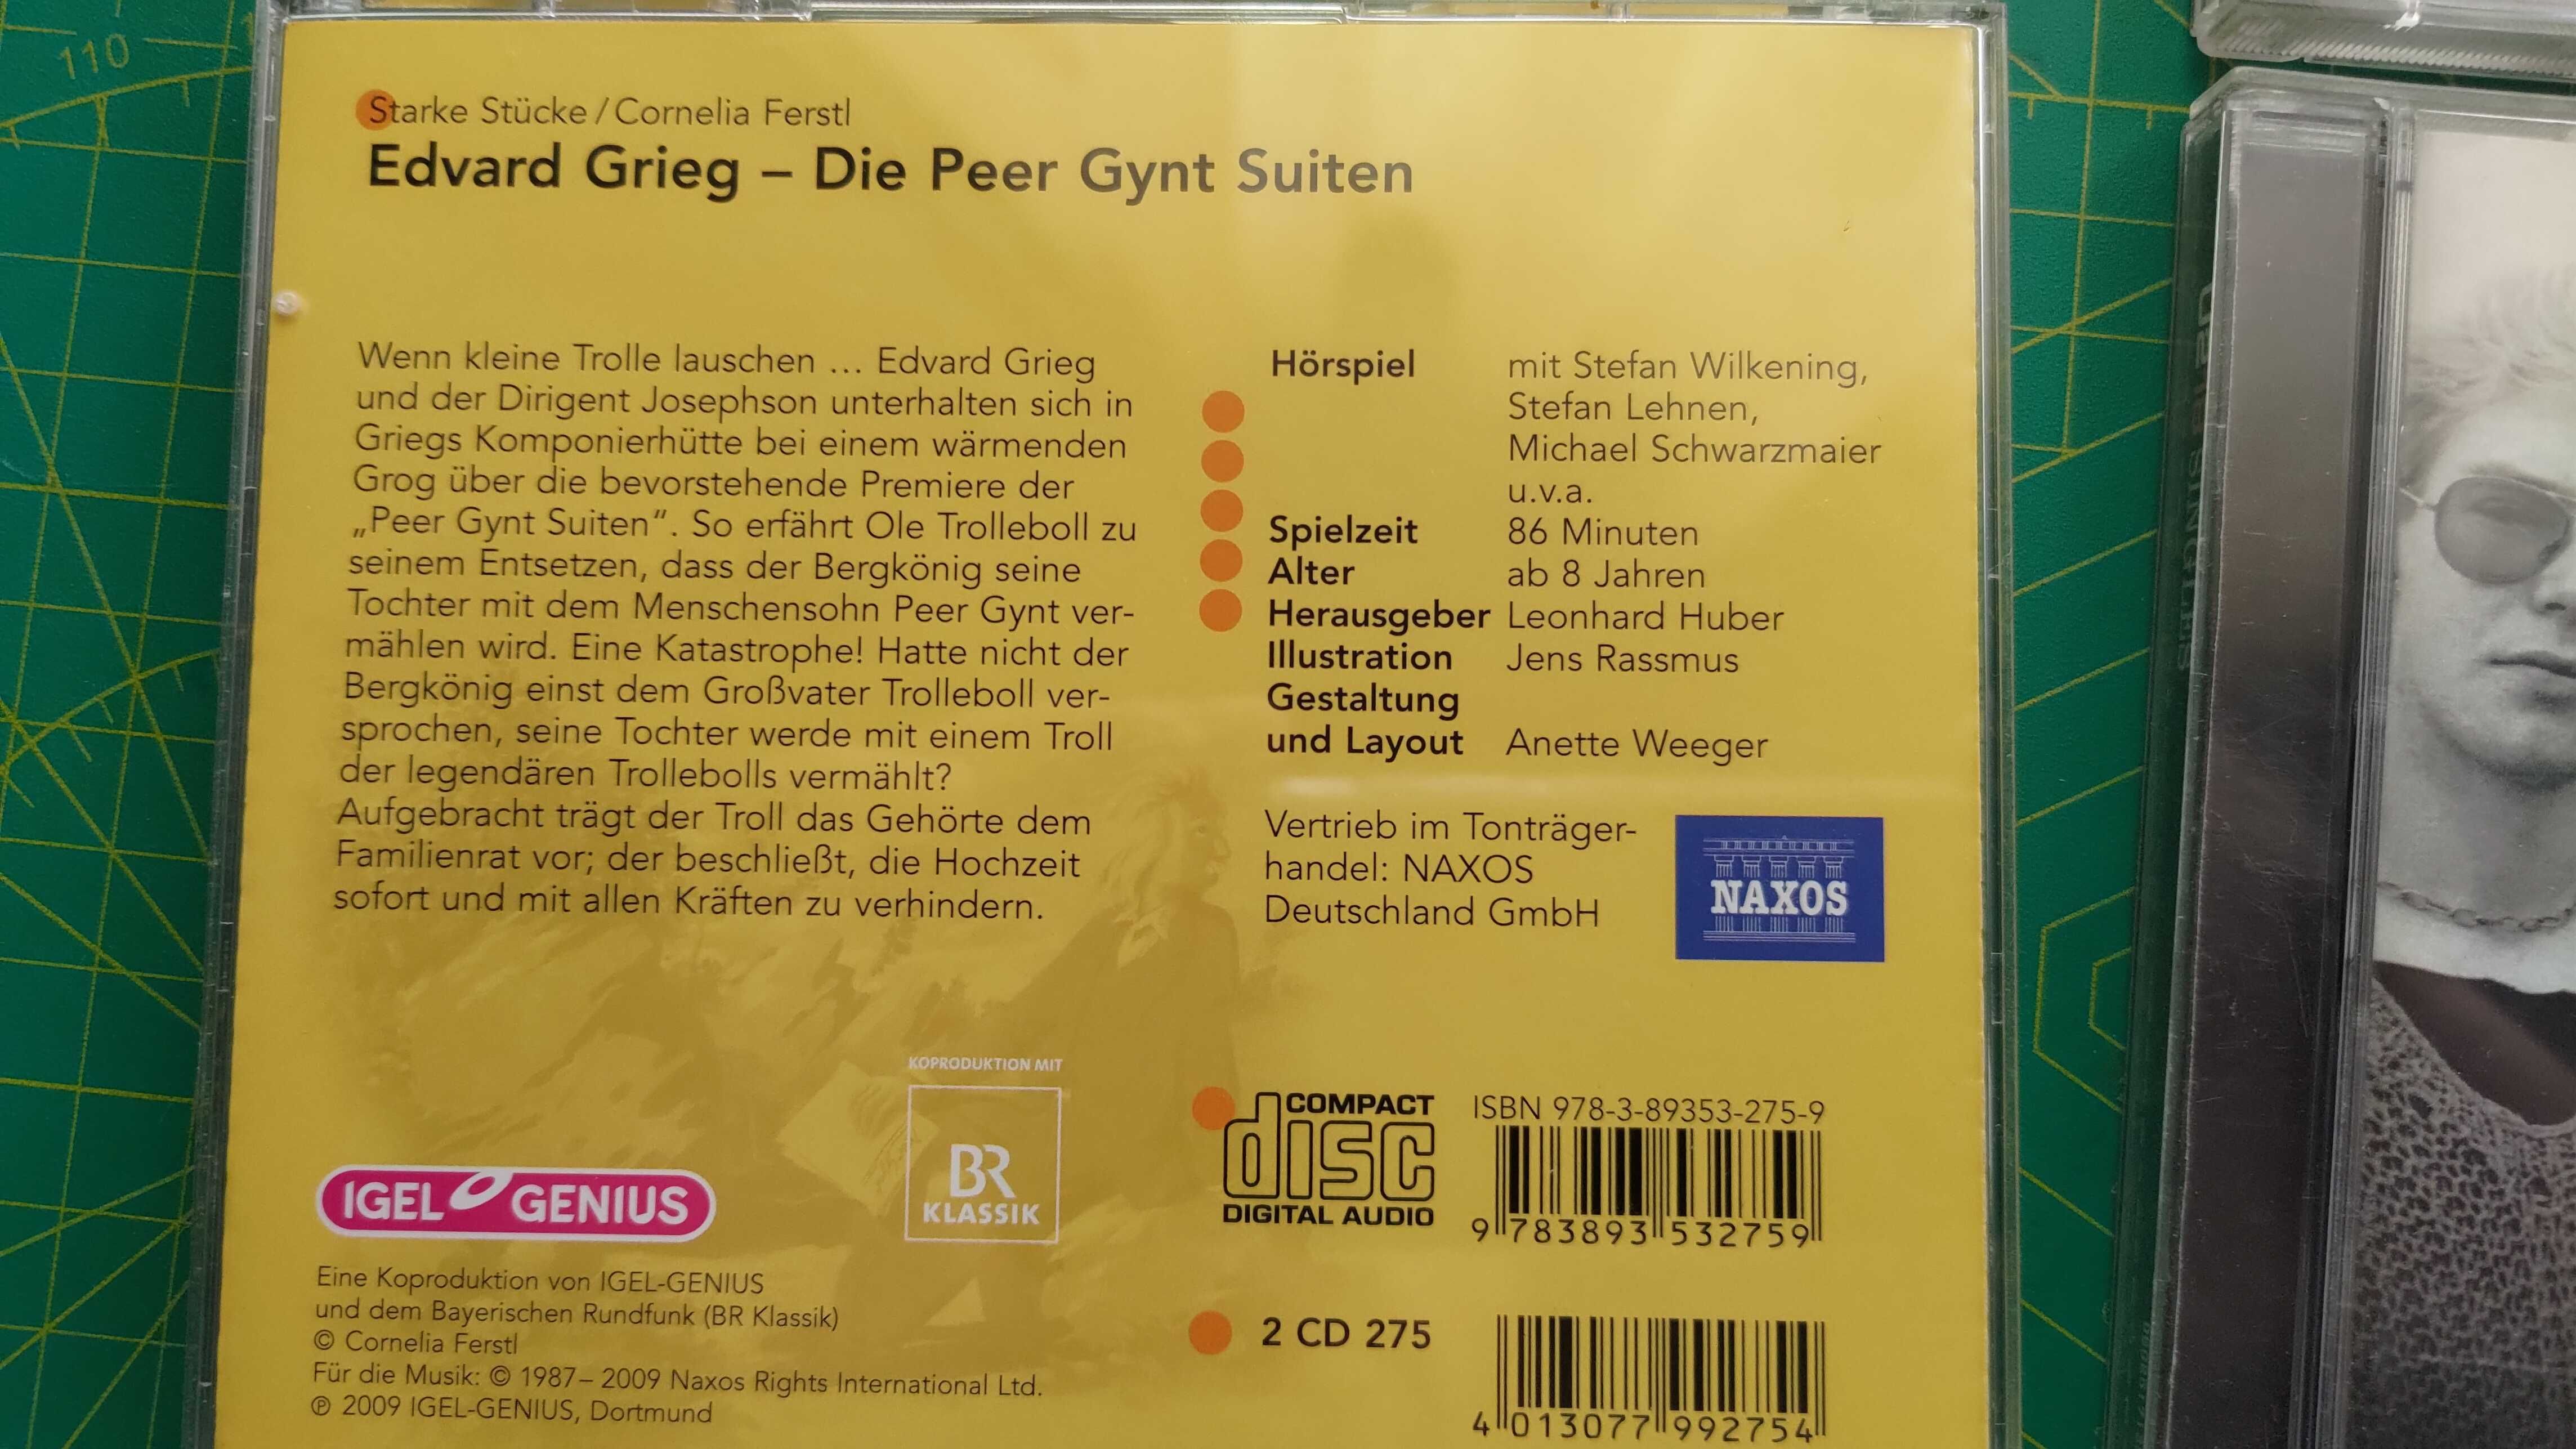 110
Starke Stücke / Cornelia Ferstl
Edvard Grieg – Die Peer Gynt Suiten
Wenn kleine Trolle lauschen … Edvard Grieg
und der Dirigent Josephson unterhalten sich in
Griegs Komponierhütte bei einem wärmenden
Grog über die bevorstehende Premiere der
„Peer Gynt Suiten“. So erfährt Ole Trolleboll zu
seinem Entsetzen, dass der Bergkönig seine
Tochter mit dem Menschensohn Peer Gynt ver-
mählen wird. Eine Katastrophe! Hatte nicht der
Bergkönig einst dem Großvater Trolleboll ver-
sprochen, seine Tochter werde mit einem Troll
der legendären Trollebolls vermählt?
Aufgebracht trägt der Troll das Gehörte dem
Familienrat vor; der beschließt, die Hochzeit
sofort und mit allen Kräften zu verhindern.
Hörspiel mit Stefan Wilkening,
Stefan Lehnen,
Michael Schwarzmaier
u.v.a.
Spielzeit 86 Minuten
Alter ab 8 Jahren
Herausgeber Leonhard Huber
Illustration Jens Rassmus
Gestaltung
und Layout Anette Weeger
Vertrieb im Tonträger-
handel: NAXOS
Deutschland GmbH
NAXOS
KOPRODUKTION MIT
BR
KLASSIK
IGEL GENIUS
Eine Koproduktion von IGEL-GENIUS
und dem Bayerischen Rundfunk (BR Klassik)
© Cornelia Ferstl
Für die Musik: © 1987– 2009 Naxos Rights International Ltd.
℗ 2009 IGEL-GENIUS, Dortmund
COMPACT
disc
DIGITAL AUDIO
ISBN 978-3-89353-275-9
9 783893 532759
2 CD 275
4 013077 992754